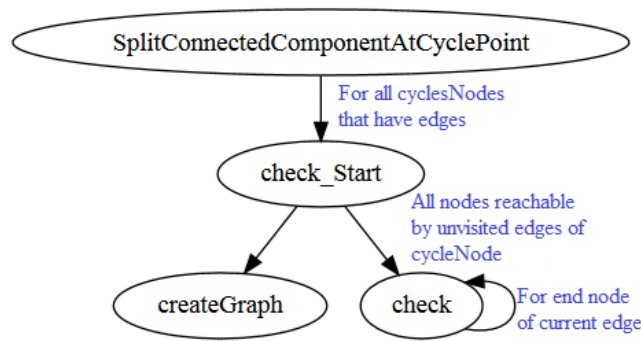 SplitConnectedComponentAtCyclePoint
For all cyclesNodes
that have edges
check_Start
All nodes reachable
by unvisited edges of
cycleNode
createGraph
check
For end node
of current edge